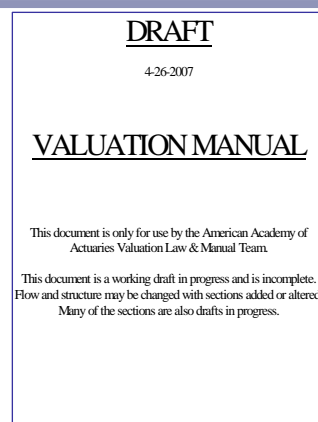 DRAFT
4-26-2007
VALUATION MANUAL
This document is only for use by the American Academy of
Actuaries Valuation Law & Manual Team.
This document is a working draft in progress and is incomplete.
Flow and structure may be changed with sections added or altered.
Many of the sections are also drafts in progress.